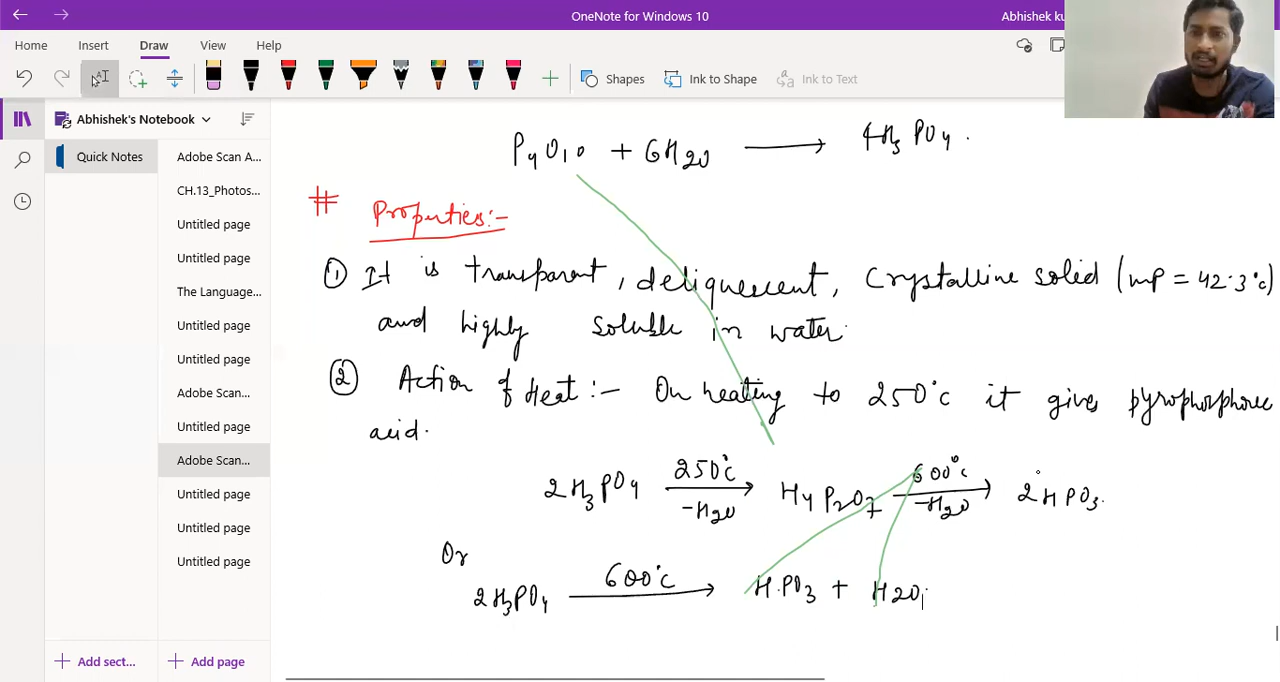 OneNote for Windows 10
Abhishek ku
Home Insert Draw View Help
Shapes Ink to Shape Ink to Text
Abhishek's Notebook
Quick Notes
Adobe Scan A...
CH.13_Photos...
Untitled page
Untitled page
The Language...
Untitled page
Untitled page
Adobe Scan...
Untitled page
Adobe Scan...
Untitled page
Untitled page
Untitled page
Add sect...
Add page
P4O10 + 6H2O ⟶ 4H3PO4.
# Properties:-
① It is transparent, deliquescent, crystalline solid (mp = 42.3°c)
and highly soluble in water.
② Action of Heat :- On heating to 250°c it gives pyrophosphoric
acid.
2H3PO4 250°c -H2O ⟶ H4P2O7 600°c -H2O ⟶ 2HPO3.
Or
2H3PO4 600°c ⟶ H.PO3 + H2O